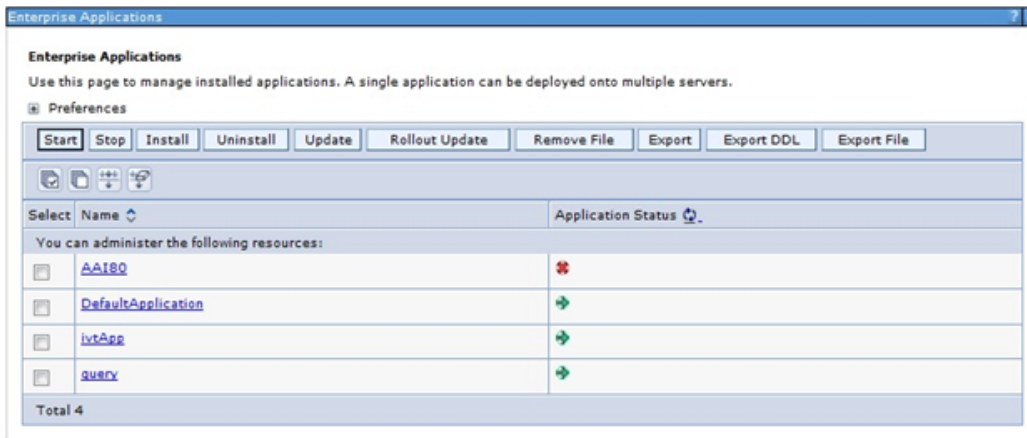 Enterprise Applications ?
Enterprise Applications
Use this page to manage installed applications. A single application can be deployed onto multiple servers.
Preferences
Start Stop Install Uninstall Update Rollout Update Remove File Export Export DDL Export File
Select Name Application Status
You can administer the following resources:
AAI80
DefaultApplication
ivtApp
query
Total 4